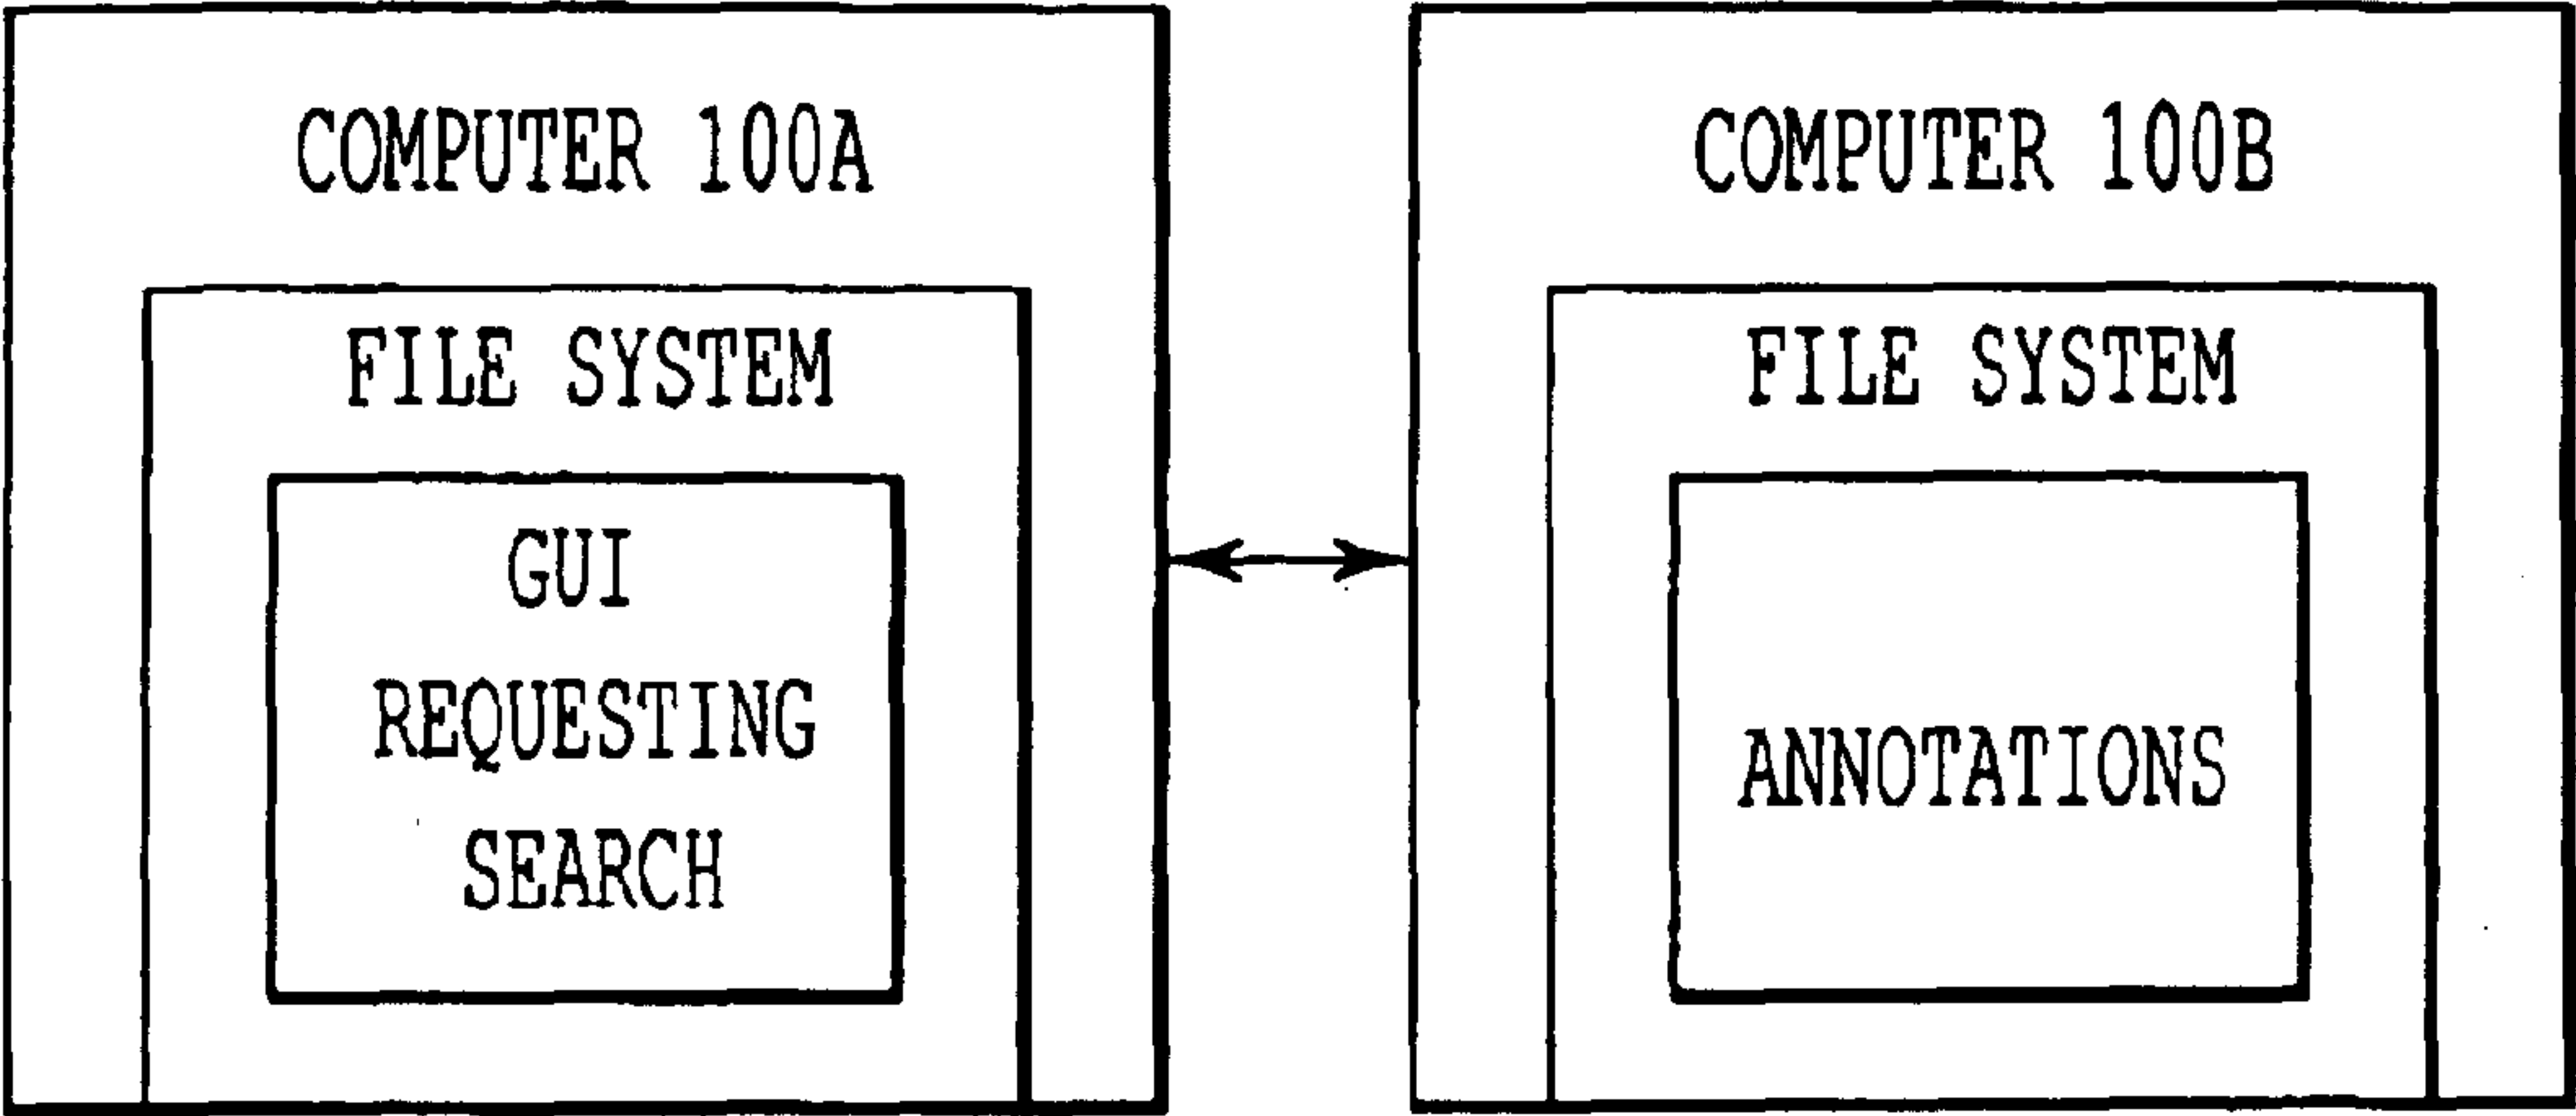 COMPUTER 100A
FILE SYSTEM
GUI
REQUESTING
SEARCH
COMPUTER 100B
FILE SYSTEM
ANNOTATIONS